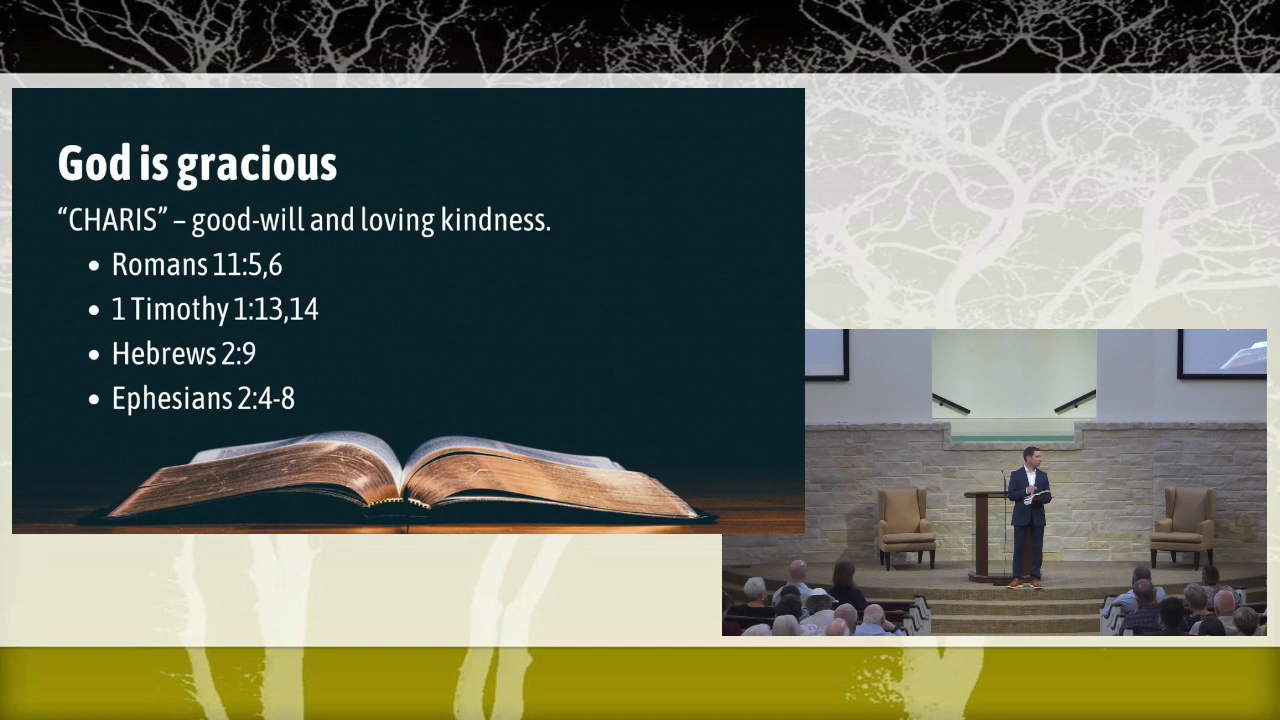 God is gracious
“CHARIS” – good-will and loving kindness.
• Romans 11:5,6
• 1 Timothy 1:13,14
• Hebrews 2:9
• Ephesians 2:4-8